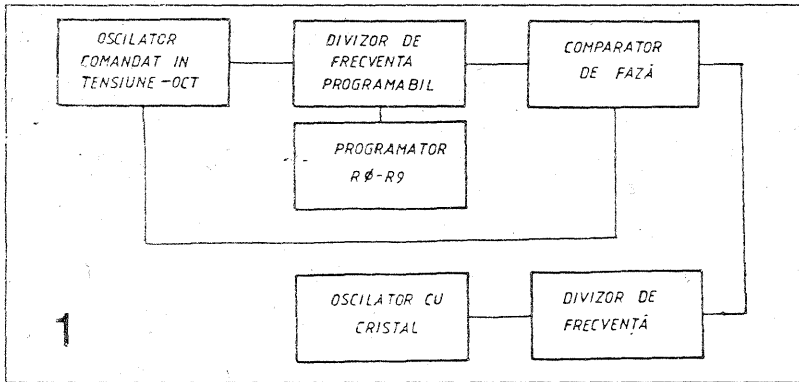 OSCILATOR
COMANDAT IN
TENSIUNE-OCT
DIVIZOR DE
FRECVENTA
PROGRAMABIL
COMPARATOR
DE FAZĂ
PROGRAMATOR
RØ-R9
OSCILATOR CU
CRISTAL
DIVIZOR DE
FRECVENȚĂ
1